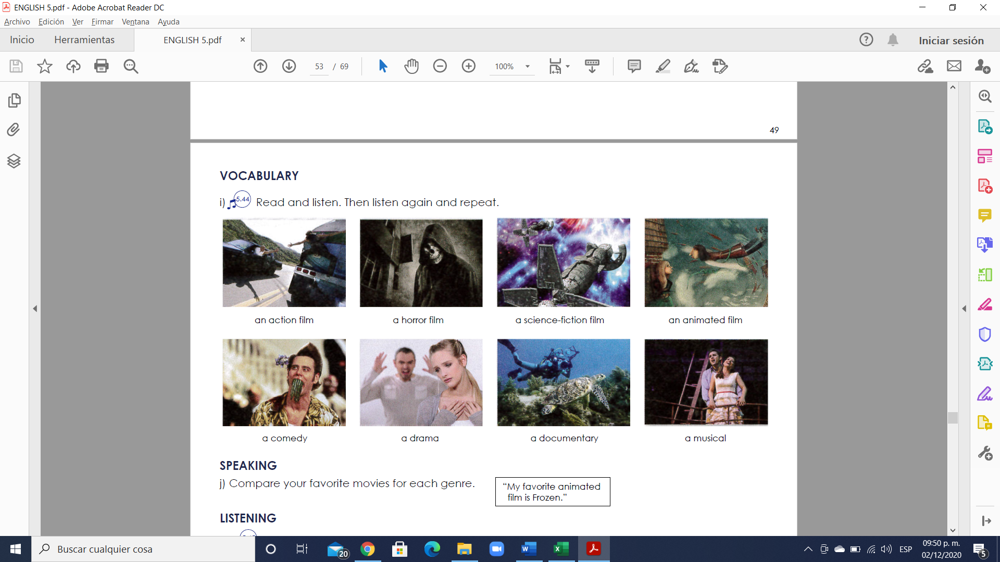 ENGLISH 5.pdf - Adobe Acrobat Reader DC
Archivo Edición Ver Firmar Ventana Ayuda
Inicio Herramientas ENGLISH 5.pdf × Iniciar sesión
53 / 69 100%
49
VOCABULARY
i) 5.44 Read and listen. Then listen again and repeat.
an action film a horror film a science-fiction film an animated film
a comedy a drama a documentary a musical
SPEAKING
j) Compare your favorite movies for each genre.
“My favorite animated
film is Frozen.”
LISTENING
Buscar cualquier cosa
20
ESP
09:50 p. m.
02/12/2020
5